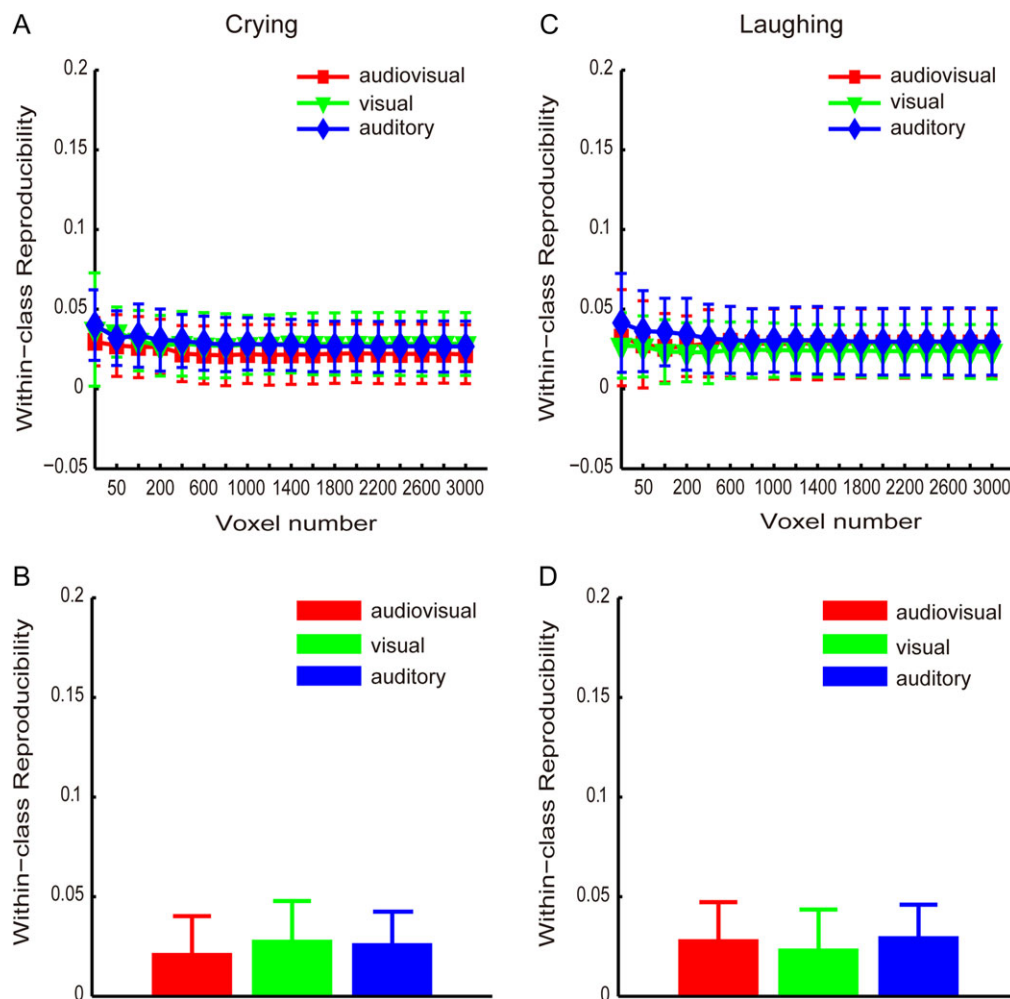 A
Crying
Within-class Reproducibility
0.2
0.15
0.1
0.05
0
−0.05
audiovisual
visual
auditory
50 200 600 1000 1400 2200 2600 3000
Voxel number
C
Laughing
Within-class Reproducibility
0.2
0.15
0.1
0.05
0
−0.05
audiovisual
visual
auditory
50 200 600 1000 1400 2200 2600 3000
Voxel number
B
Within-class Reproducibility
0.2
0.15
0.1
0.05
0
audiovisual
visual
auditory
D
Within-class Reproducibility
0.2
0.15
0.1
0.05
0
audiovisual
visual
auditory